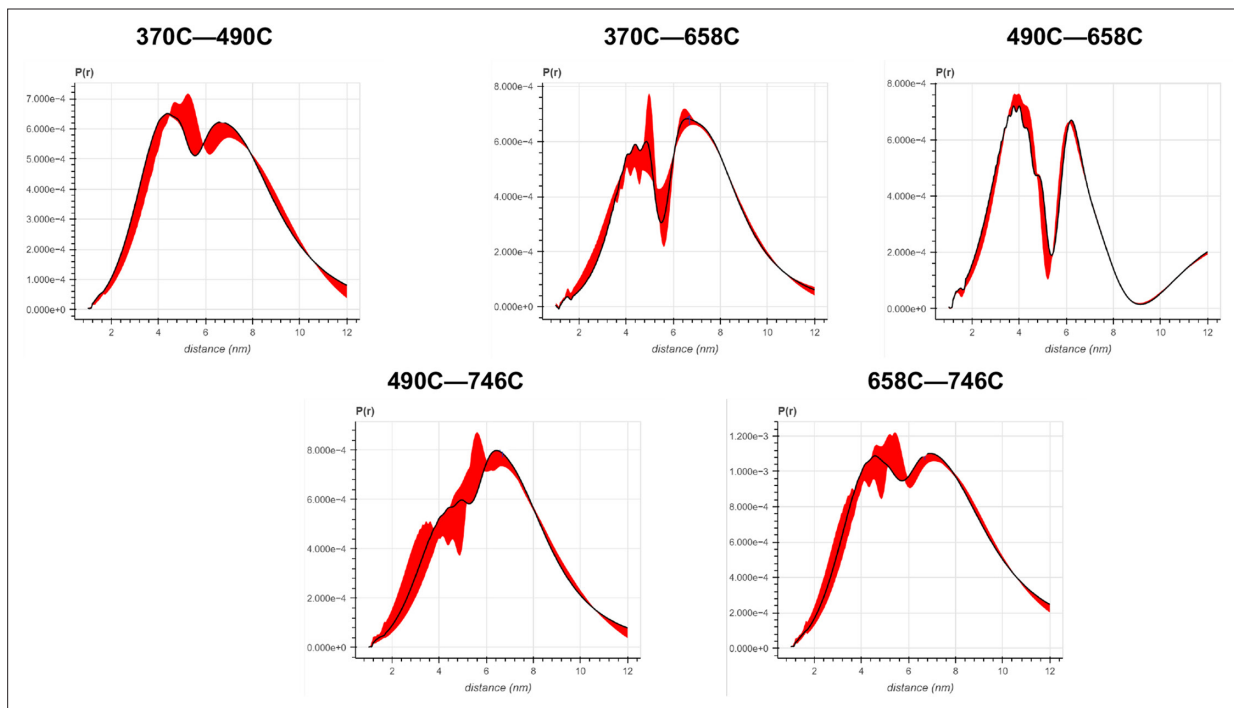 370C—490C
370C—658C
490C—658C
P(r)
7.000e−4
6.000e−4
5.000e−4
4.000e−4
3.000e−4
2.000e−4
1.000e−4
0.000e+0
2 4 6 8 10 12
distance (nm)
P(r)
8.000e−4
6.000e−4
4.000e−4
2.000e−4
0.000e+0
2 4 6 8 10 12
distance (nm)
P(r)
8.000e−4
6.000e−4
4.000e−4
2.000e−4
0.000e+0
2 4 6 8 10 12
distance (nm)
490C—746C
658C—746C
P(r)
8.000e−4
6.000e−4
4.000e−4
2.000e−4
0.000e+0
2 4 6 8 10 12
distance (nm)
P(r)
1.200e−3
1.000e−3
8.000e−4
6.000e−4
4.000e−4
2.000e−4
0.000e+0
2 4 6 8 10 12
distance (nm)